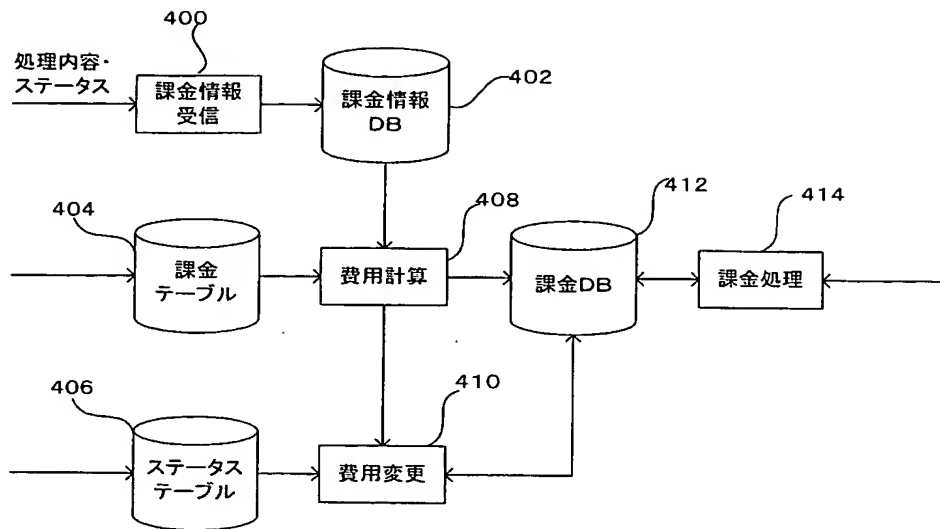 400
処理内容・
ステータス
課金情報
受信
課金情報
DB
402
404
課金
テーブル
408
費用計算
412
課金DB
414
課金処理
406
ステータス
テーブル
410
費用変更